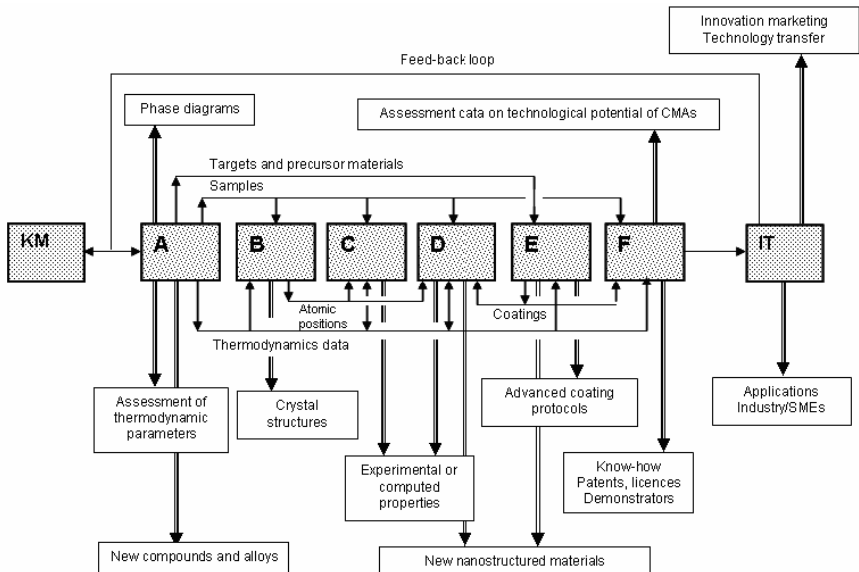 Innovation marketing
Technology transfer
Feed-back loop
Phase diagrams
Assessment cata on technological potential of CMAs
Targets and precursor materials
Samples
KM
A
B
C
D
E
F
IT
Atomic
positions
Coatings
Thermodynamics data
Assessment of
thermodynamic
parameters
Crystal
structures
Advanced coating
protocols
Applications
Industry/SMEs
Experimental or
computed
properties
Know-how
Patents, licences
Demonstrators
New compounds and alloys
New nanostructured materials